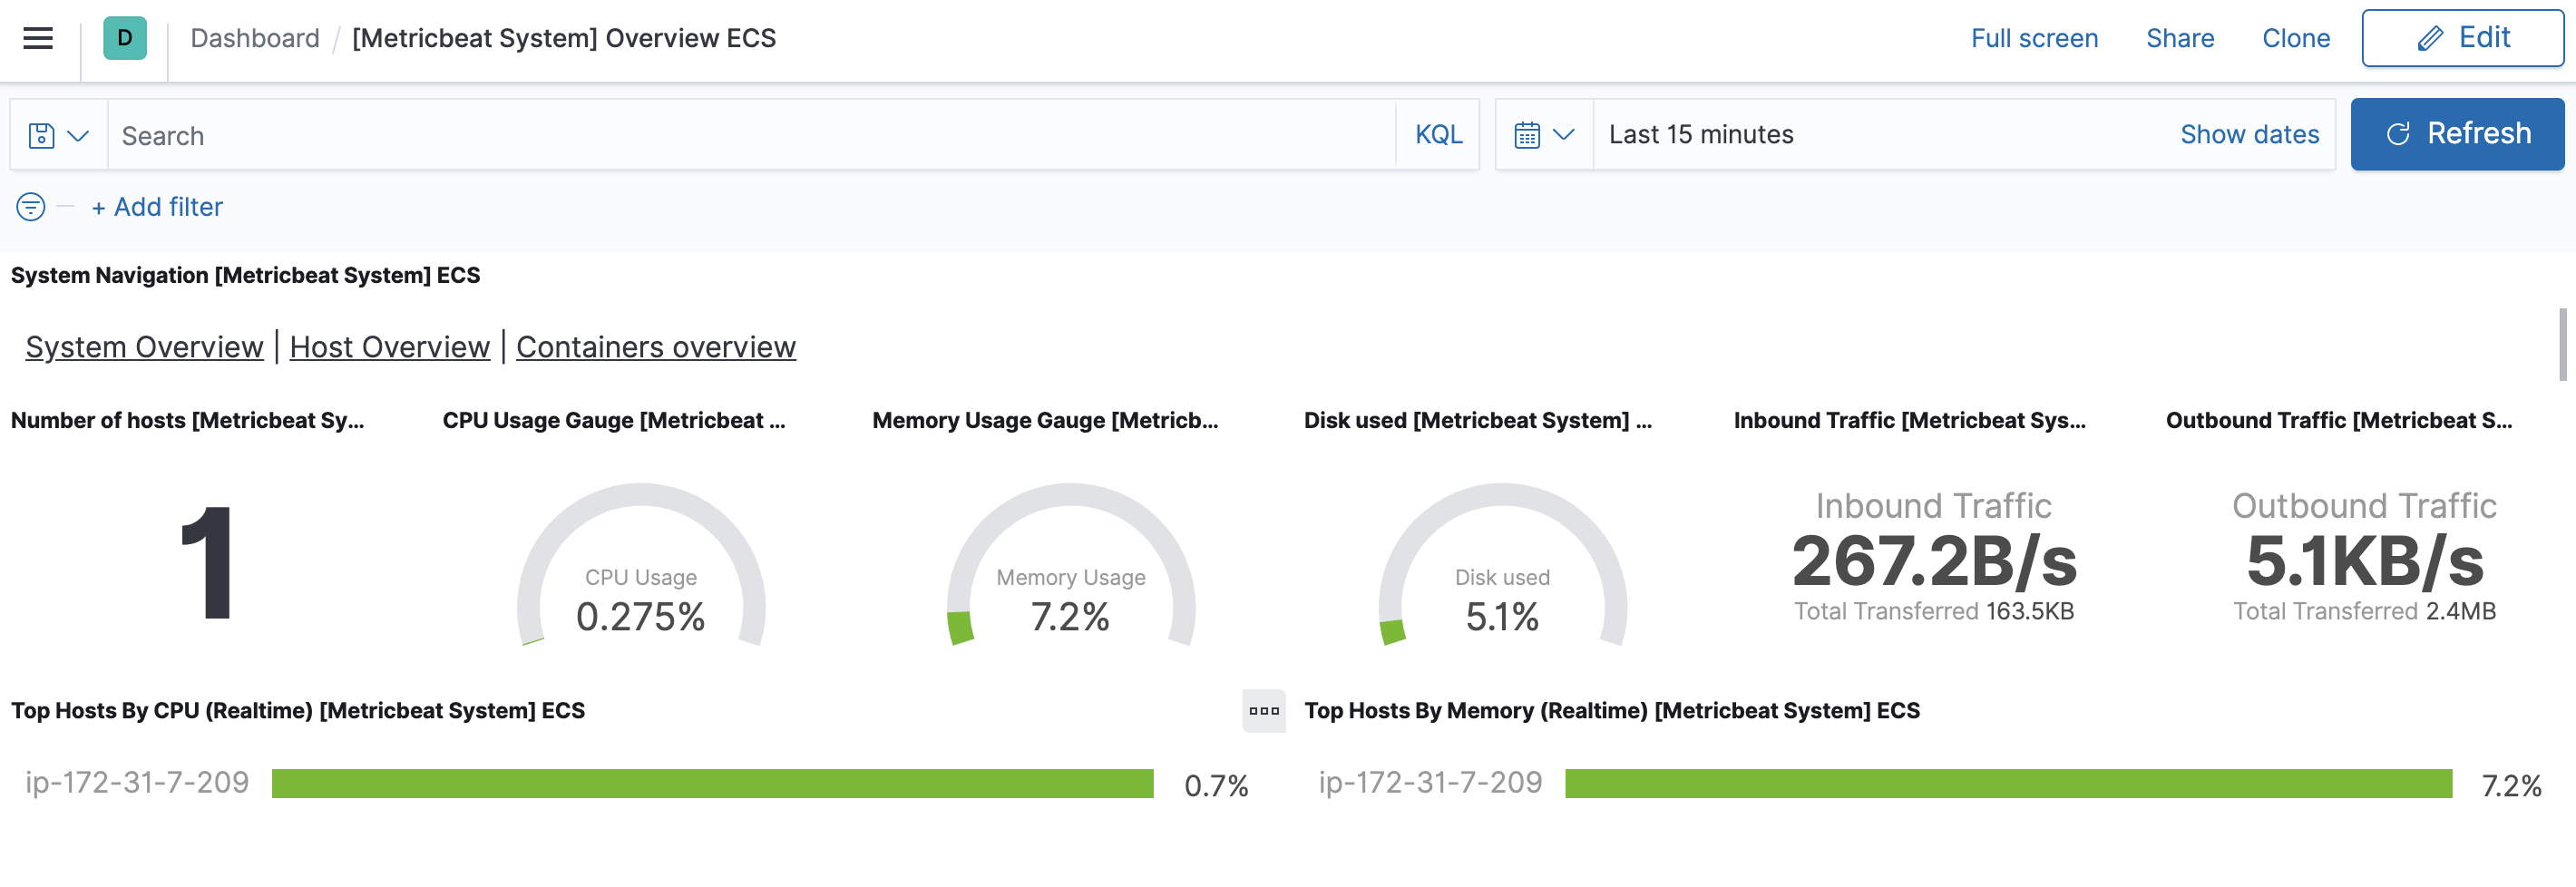 D Dashboard / [Metricbeat System] Overview ECS Full screen Share Clone Edit
Search KQL Last 15 minutes Show dates Refresh
+ Add filter
System Navigation [Metricbeat System] ECS
System Overview | Host Overview | Containers overview
Number of hosts [Metricbeat Sy... CPU Usage Gauge [Metricbeat ... Memory Usage Gauge [Metricb... Disk used [Metricbeat System] ... Inbound Traffic [Metricbeat Sys... Outbound Traffic [Metricbeat S...
1
CPU Usage
0.275%
Memory Usage
7.2%
Disk used
5.1%
Inbound Traffic
267.2B/s
Total Transferred 163.5KB
Outbound Traffic
5.1KB/s
Total Transferred 2.4MB
Top Hosts By CPU (Realtime) [Metricbeat System] ECS
ip-172-31-7-209 0.7%
Top Hosts By Memory (Realtime) [Metricbeat System] ECS
ip-172-31-7-209 7.2%